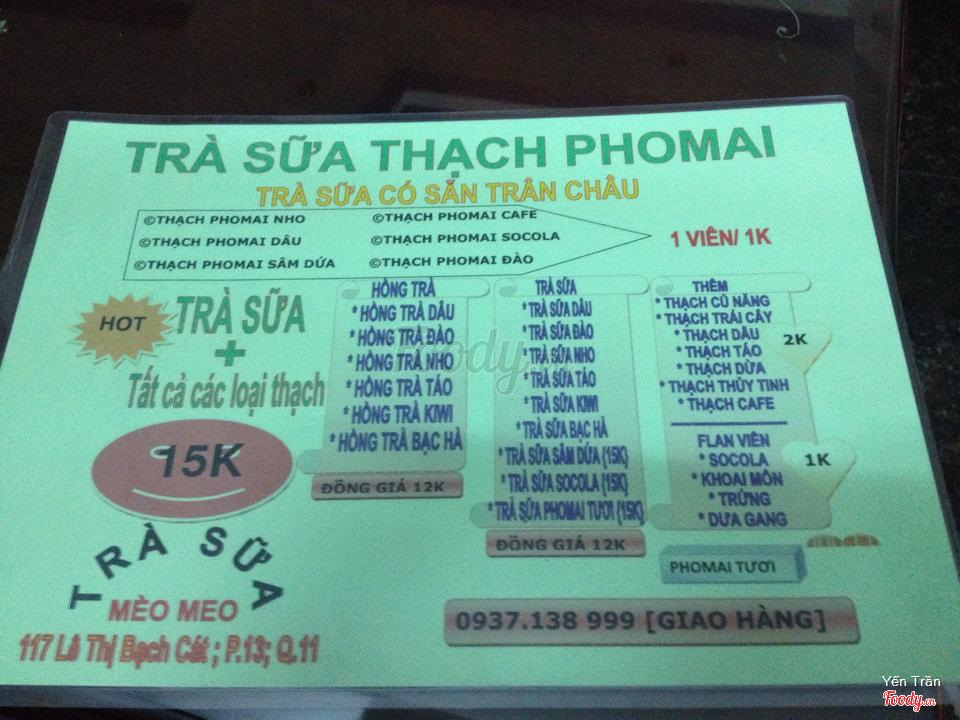 TRÀ SỮA THẠCH PHOMAI
TRÀ SỮA CÓ SẴN TRÂN CHÂU
©THẠCH PHOMAI NHO
©THẠCH PHOMAI DÂU
©THẠCH PHOMAI SÂM DỨA
©THẠCH PHOMAI CAFE
©THẠCH PHOMAI SOCOLA
©THẠCH PHOMAI ĐÀO
1 VIÊN/ 1K
HOT
TRÀ SỮA
+
Tất cả các loại thạch
15K
HỒNG TRÀ
* HỒNG TRÀ DÂU
* HỒNG TRÀ ĐÀO
* HỒNG TRÀ NHO
* HỒNG TRÀ TÁO
* HỒNG TRÀ KIWI
* HỒNG TRÀ BẠC HÀ
ĐỒNG GIÁ 12K
TRÀ SỮA
* TRÀ SỮA DÂU
* TRÀ SỮA ĐÀO
* TRÀ SỮA NHO
* TRÀ SỮA TÁO
* TRÀ SỮA KIWI
* TRÀ SỮA BẠC HÀ
* TRÀ SỮA SÂM DỨA {15K}
* TRÀ SỮA SOCOLA {15K}
* TRÀ SỮA PHOMAI TƯƠI {15K}
ĐỒNG GIÁ 12K
THÊM
* THẠCH CỦ NĂNG
* THẠCH TRÁI CÂY
* THẠCH DÂU
* THẠCH TÁO
* THẠCH DỪA
* THẠCH THỦY TINH
* THẠCH CAFE
2K
FLAN VIÊN
* SOCOLA
* KHOAI MÔN
* TRỨNG
* DƯA GANG
1K
PHOMAI TƯƠI
TRÀ SỮA
MÈO MEO
117 Lê Thị Bạch Cát ; P.13; Q.11
0937.138 999 [GIAO HÀNG]
Foody.vn
Yến Trần
Foody.vn